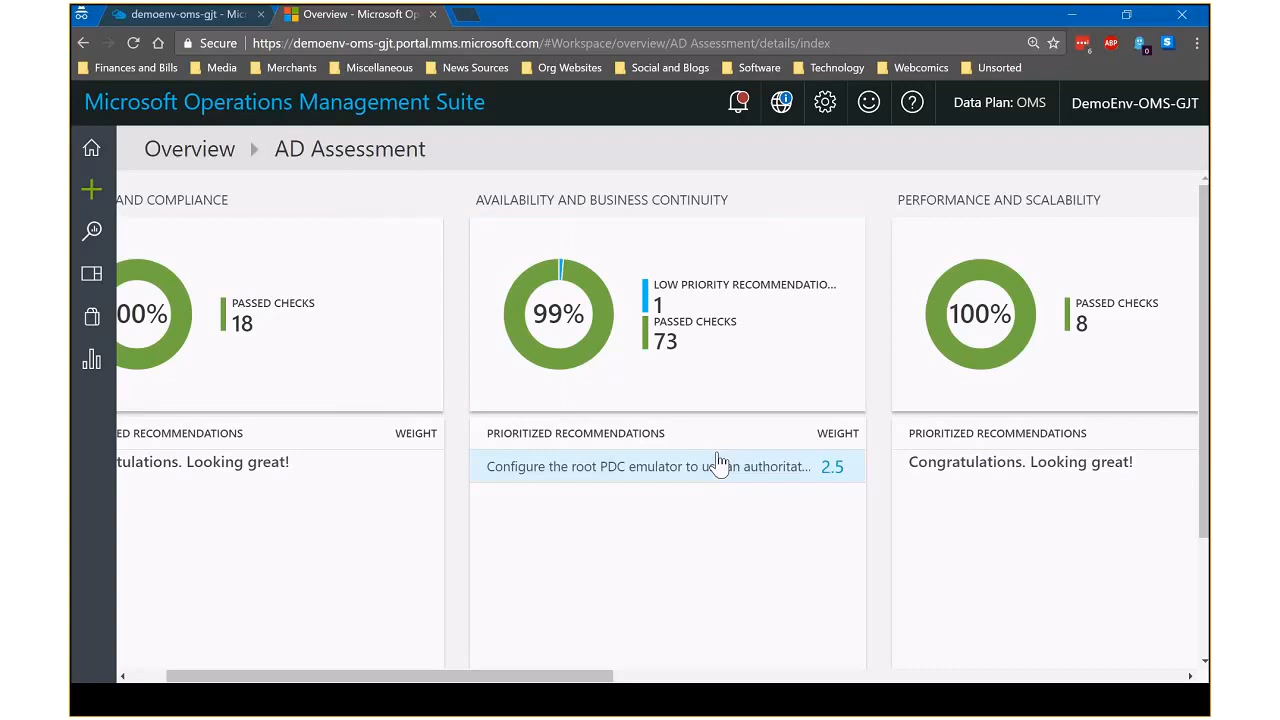 demoenv-oms-gjt - Mic
Overview - Microsoft Op
Secure
https://demoenv-oms-gjt.portal.mms.microsoft.com/#Workspace/overview/AD Assessment/details/index
ABP
6
0
S
Finances and Bills
Media
Merchants
Miscellaneous
News Sources
Org Websites
Social and Blogs
Software
Technology
Webcomics
Unsorted
Microsoft Operations Management Suite
Data Plan: OMS
DemoEnv-OMS-GJT
Overview
AD Assessment
AND COMPLIANCE
00%
PASSED CHECKS
18
ED RECOMMENDATIONS
WEIGHT
tulations. Looking great!
AVAILABILITY AND BUSINESS CONTINUITY
99%
LOW PRIORITY RECOMMENDATIO...
1
PASSED CHECKS
73
PRIORITIZED RECOMMENDATIONS
WEIGHT
Configure the root PDC emulator to an authoritat...
2.5
PERFORMANCE AND SCALABILITY
100%
PASSED CHECKS
8
PRIORITIZED RECOMMENDATIONS
Congratulations. Looking great!